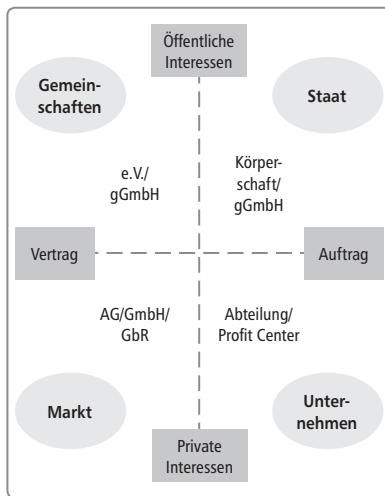 Öffentliche
Interessen
Gemein-
schaften
Staat
e.V./
gGmbH
Körper-
schaft/
gGmbH
Vertrag
Auftrag
AG/GmbH/
GbR
Abteilung/
Profit Center
Markt
Unter-
nehmen
Private
Interessen